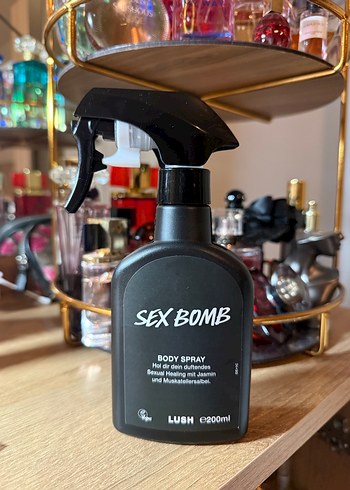 SEX BOMB
BODY SPRAY
Hol dir dein duftendes
Sexual Healing mit Jasmin
und Muskatellersalbei.
LUSH ℮200ml